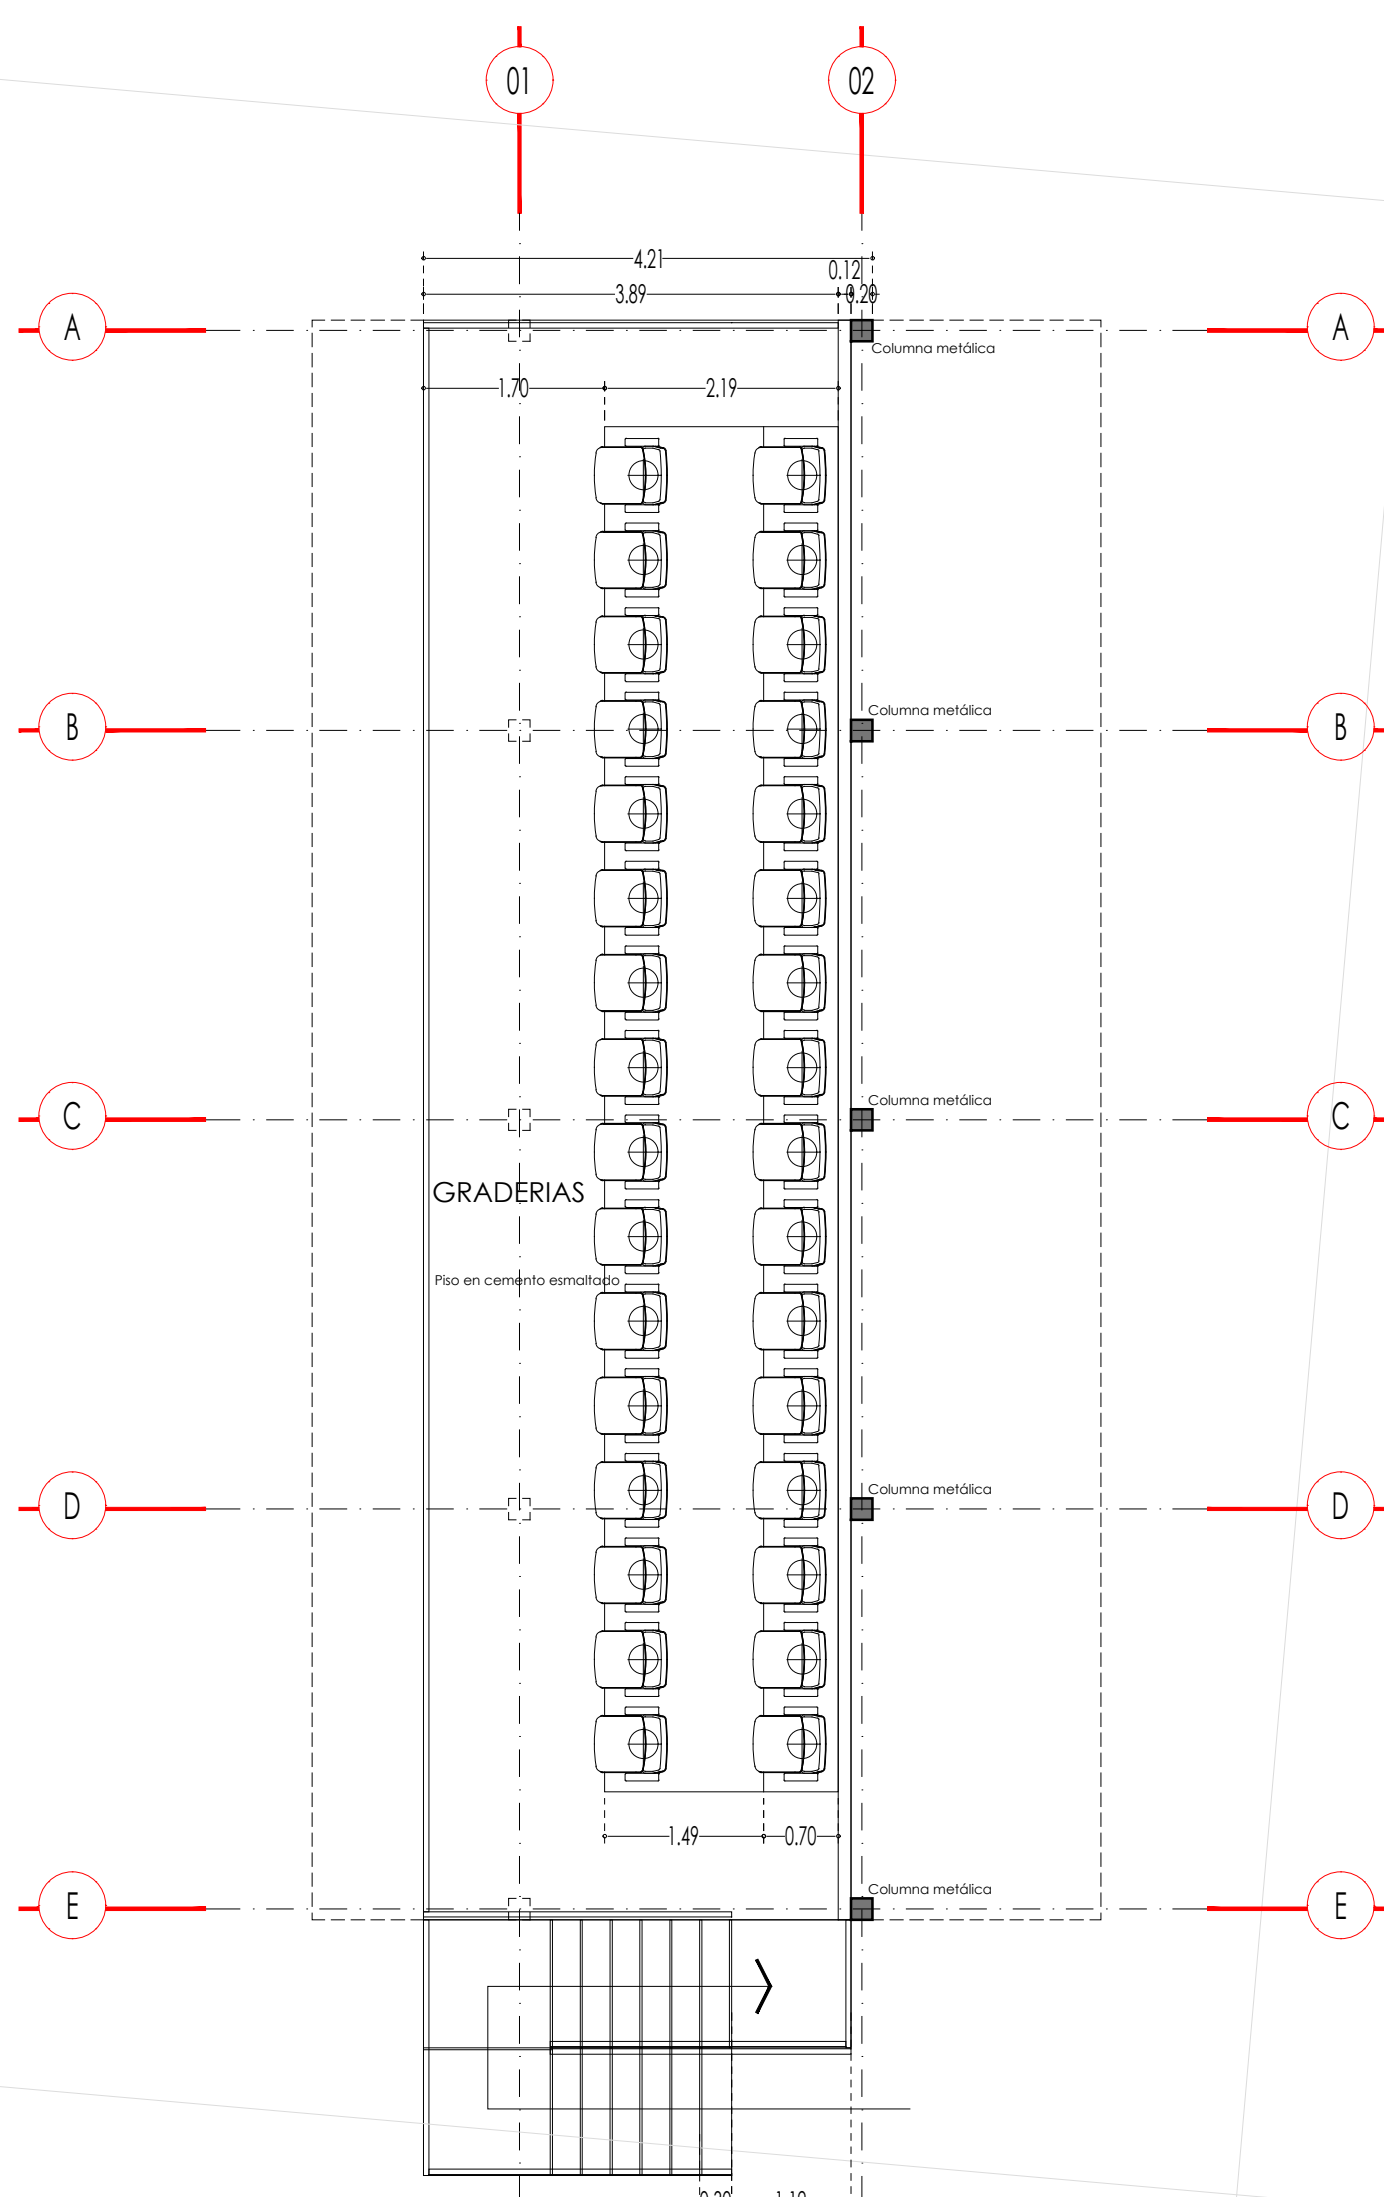 01
02
4.21
0.12
3.89
0.20
A
A
Columna metálica
1.70
2.19
Columna metálica
B
B
Columna metálica
C
C
GRADERIAS
Piso en cemento esmaltado
Columna metálica
D
D
1.49
0.70
Columna metálica
E
E